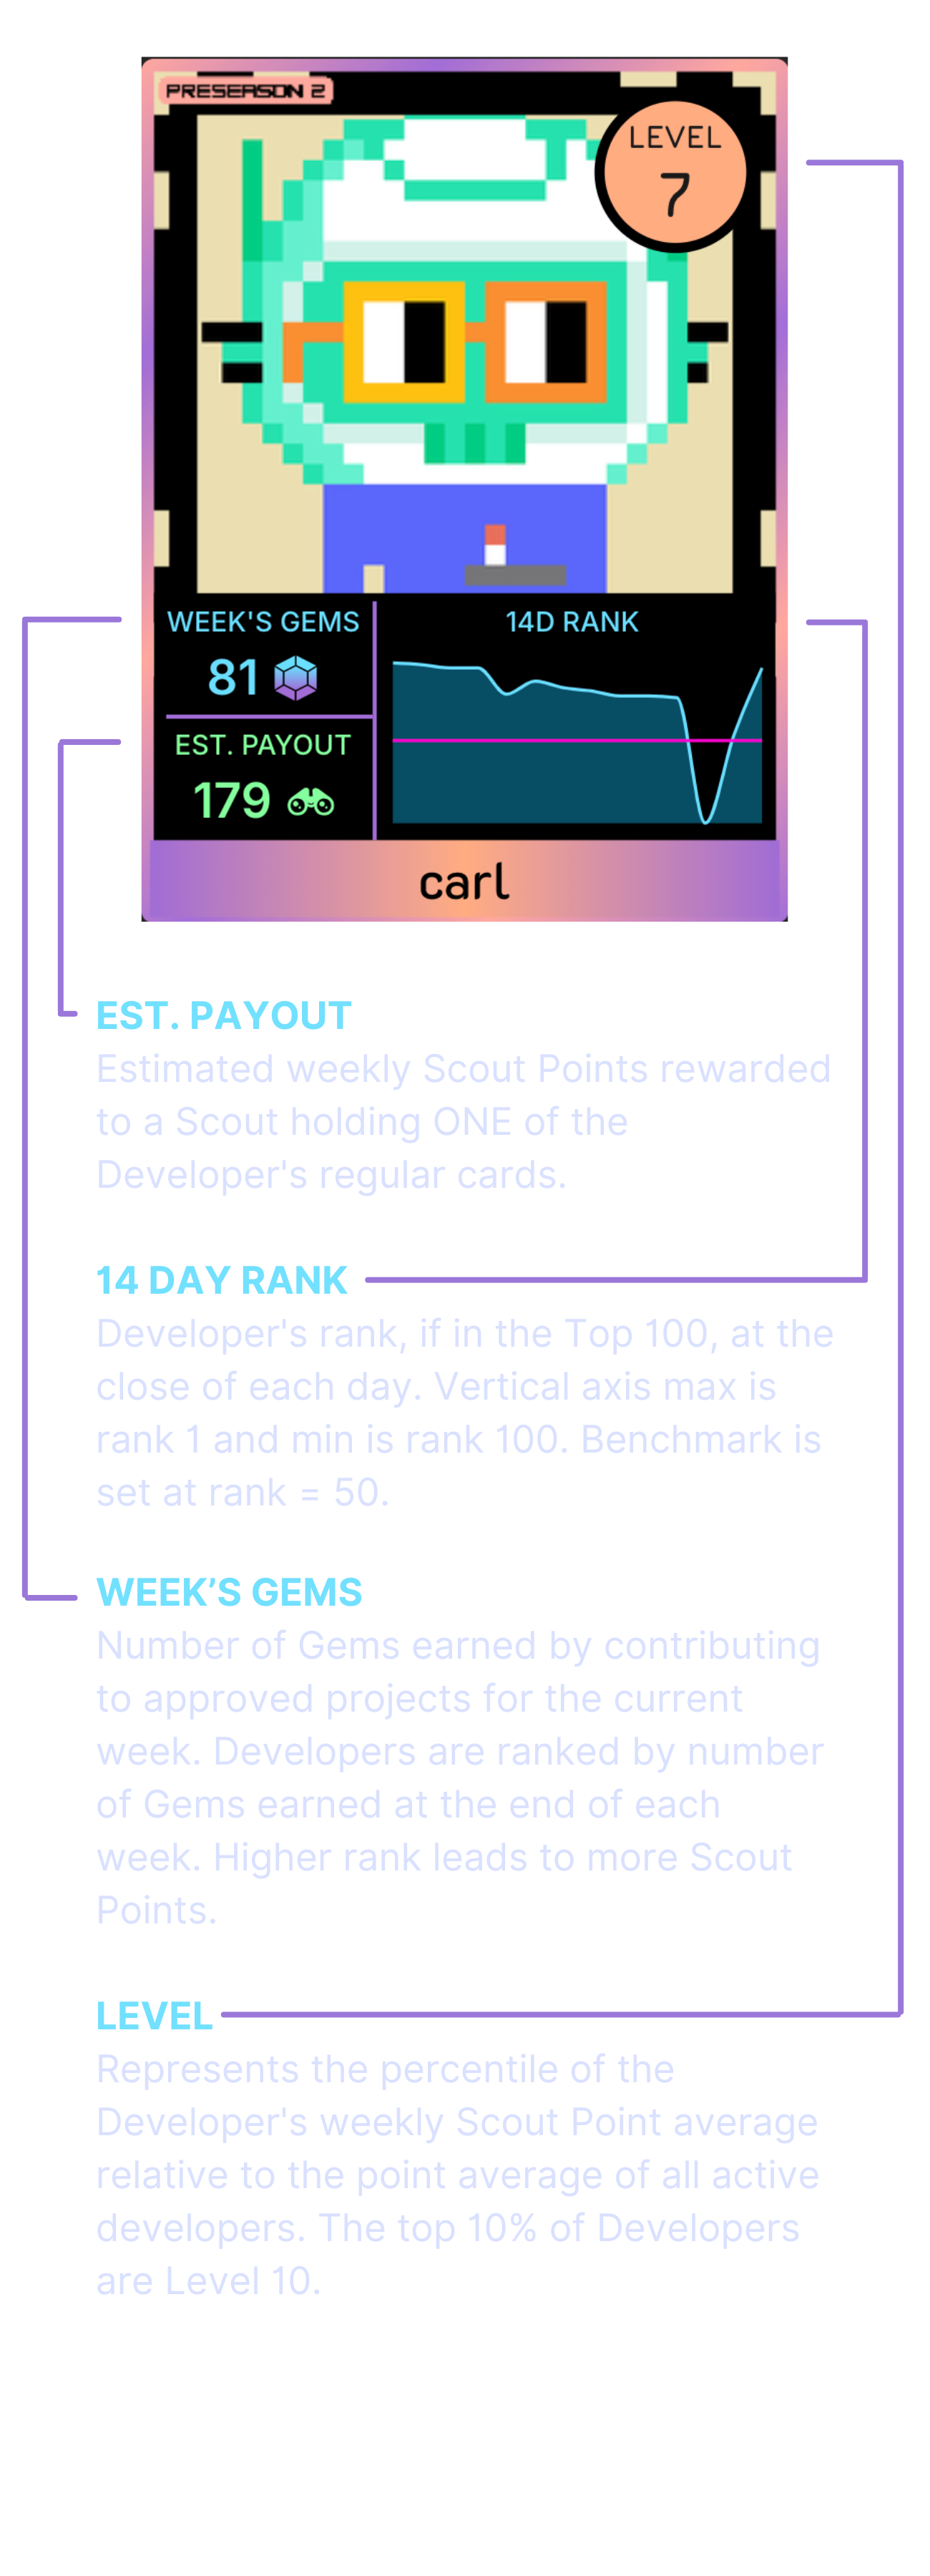 PRESEASON 2
LEVEL
7
WEEK'S GEMS
81
14D RANK
EST. PAYOUT
179
carl
EST. PAYOUT
Estimated weekly Scout Points rewarded
to a Scout holding ONE of the
Developer's regular cards.
14 DAY RANK
Developer's rank, if in the Top 100, at the
close of each day. Vertical axis max is
rank 1 and min is rank 100. Benchmark is
set at rank = 50.
WEEK’S GEMS
Number of Gems earned by contributing
to approved projects for the current
week. Developers are ranked by number
of Gems earned at the end of each
week. Higher rank leads to more Scout
Points.
LEVEL
Represents the percentile of the
Developer's weekly Scout Point average
relative to the point average of all active
developers. The top 10% of Developers
are Level 10.